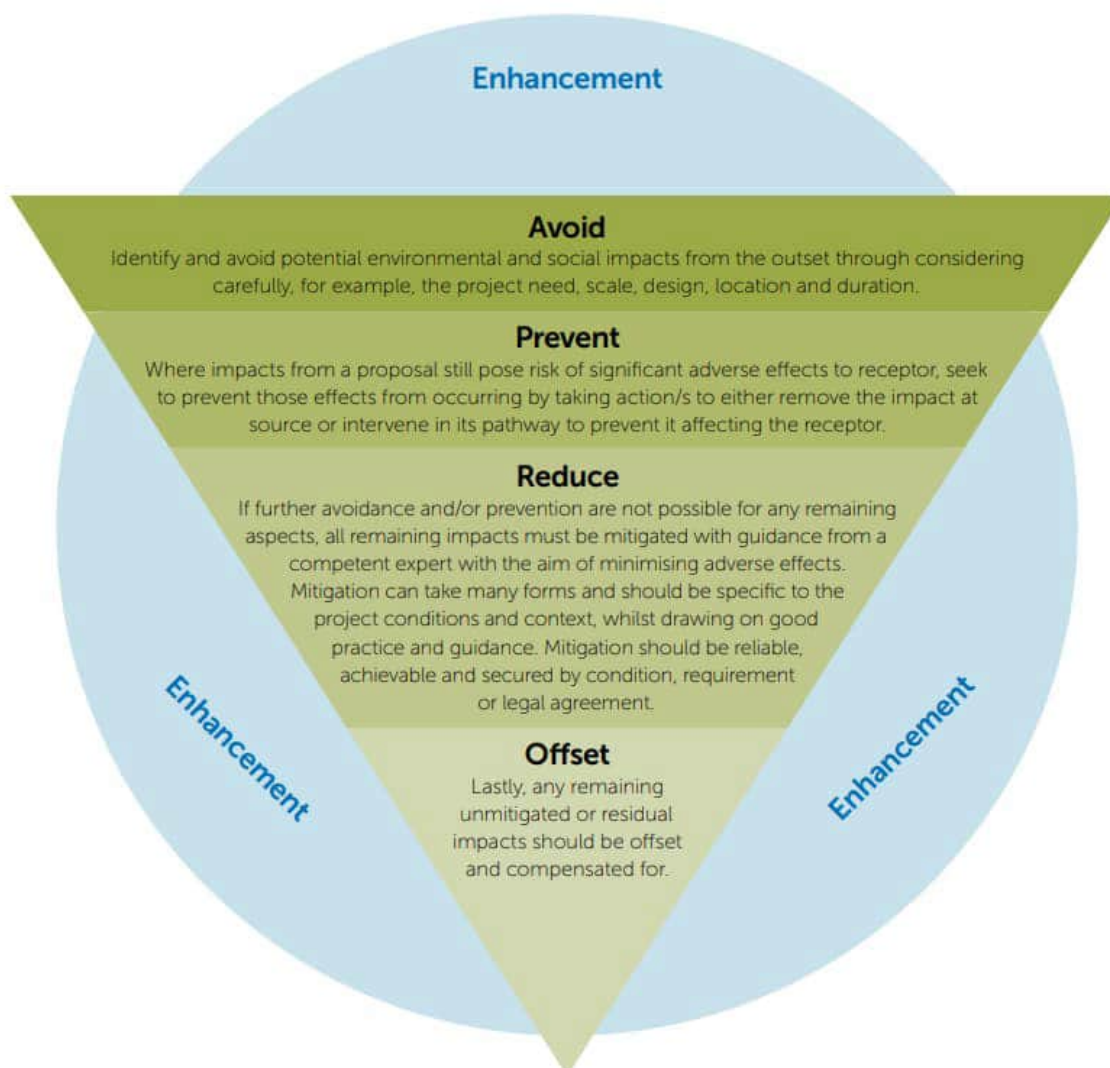 Enhancement
Avoid
Identify and avoid potential environmental and social impacts from the outset through considering
carefully, for example, the project need, scale, design, location and duration.
Prevent
Where impacts from a proposal still pose risk of significant adverse effects to receptor, seek
to prevent those effects from occurring by taking action/s to either remove the impact at
source or intervene in its pathway to prevent it affecting the receptor.
Reduce
If further avoidance and/or prevention are not possible for any remaining
aspects, all remaining impacts must be mitigated with guidance from a
competent expert with the aim of minimising adverse effects.
Mitigation can take many forms and should be specific to the
project conditions and context, whilst drawing on good
practice and guidance. Mitigation should be reliable,
achievable and secured by condition, requirement
or legal agreement.
Enhancement
Enhancement
Offset
Lastly, any remaining
unmitigated or residual
impacts should be offset
and compensated for.